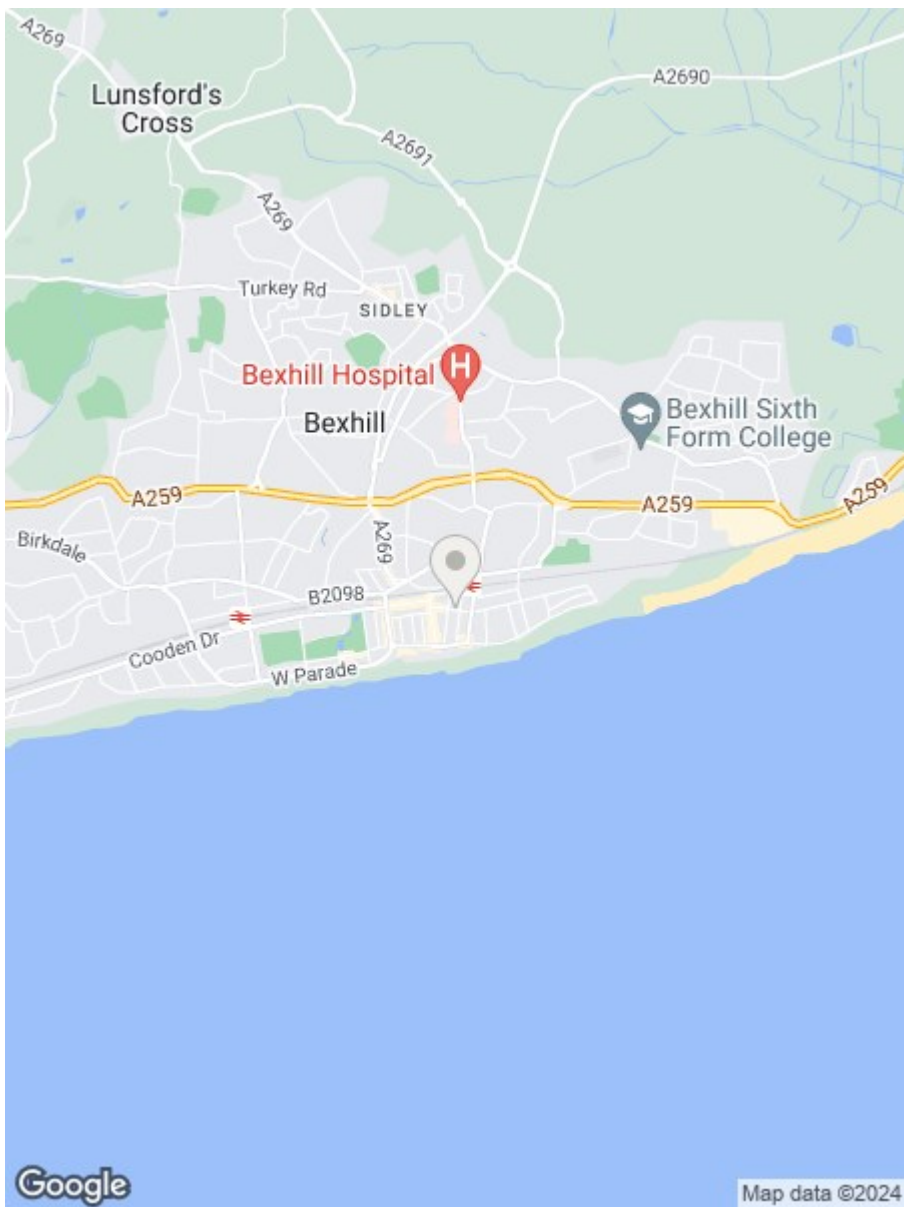 A269
A2690
Lunsford's
Cross
A2691
A269
Turkey Rd
SIDLEY
H
Bexhill Hospital
Bexhill
Bexhill Sixth
Form College
A259
A259
A259
Birkdale
A269
B2098
Cooden Dr
W Parade
Google
Map data ©2024